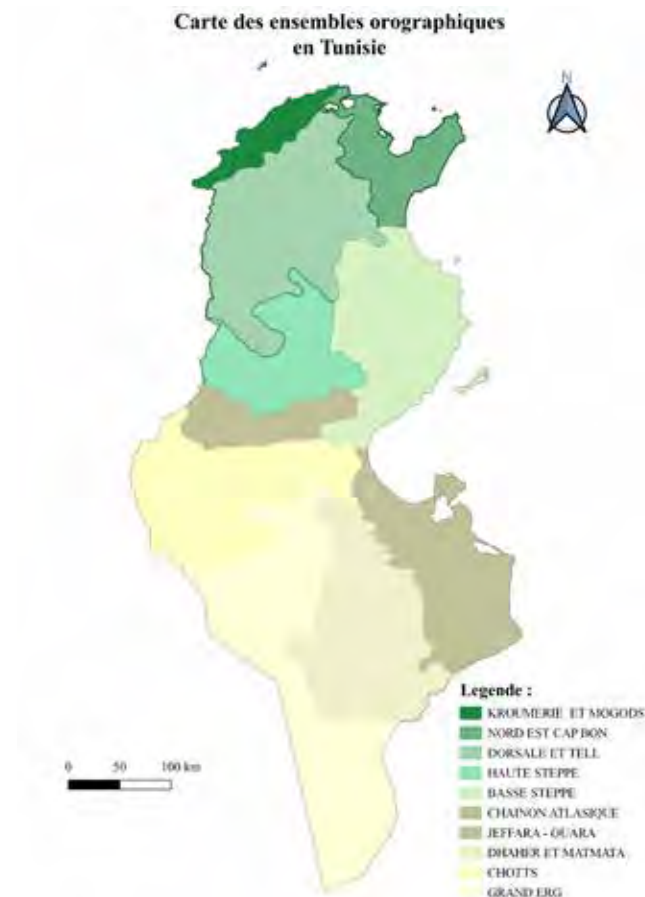 Carte des ensembles orographiques
en Tunisie
N
Legende :
KROUMERIE ET MOGODS
NORD EST CAP BON
DORSALE ET TELL
HAUTE STEPPE
BASSE STEPPE
CHAINON ATLASIQUE
JEFFARA - OUARA
DHAHER ET MATMATA
CHOTTS
GRAND ERG
0 50 100 km